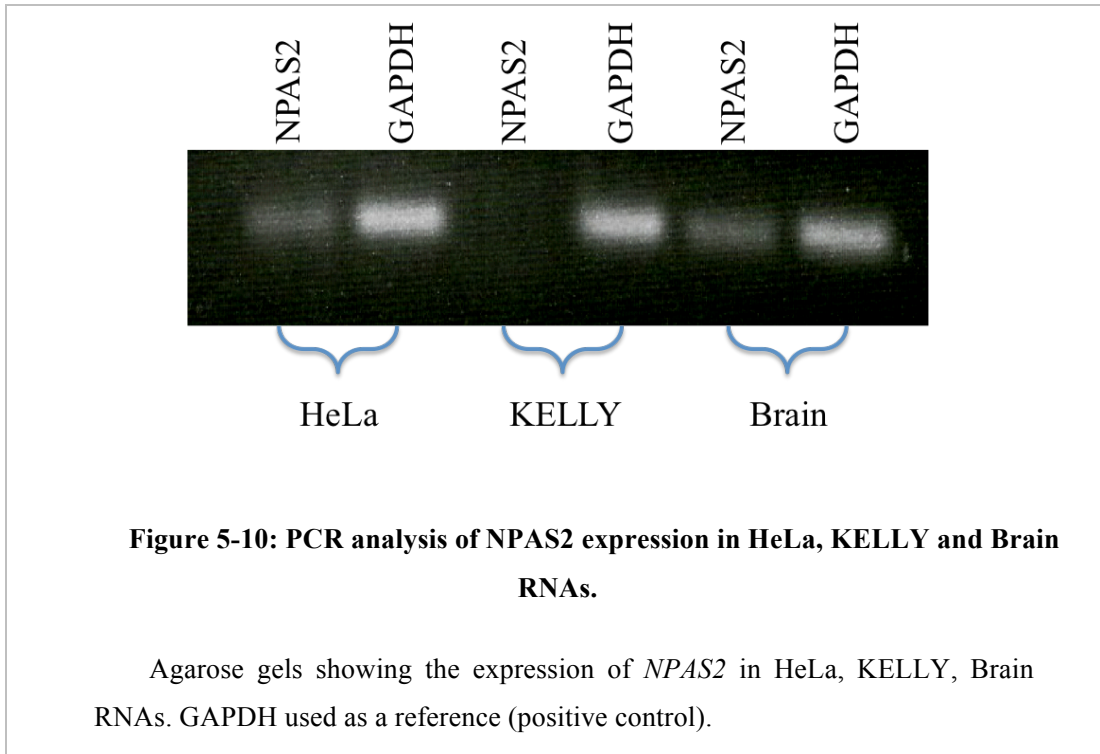 NPAS2 GAPDH NPAS2 GAPDH NPAS2 GAPDH
HeLa KELLY Brain
Figure 5-10: PCR analysis of NPAS2 expression in HeLa, KELLY and Brain
RNAs.
Agarose gels showing the expression of NPAS2 in HeLa, KELLY, Brain
RNAs. GAPDH used as a reference (positive control).